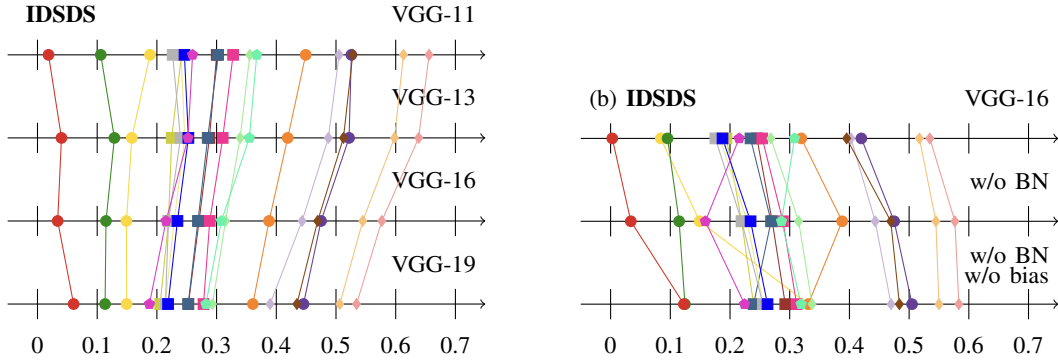 IDSDS VGG-11
VGG-13
VGG-16
VGG-19
0 0.1 0.2 0.3 0.4 0.5 0.6 0.7
(b) IDSDS VGG-16
w/o BN
w/o BN
w/o bias
0 0.1 0.2 0.3 0.4 0.5 0.6 0.7